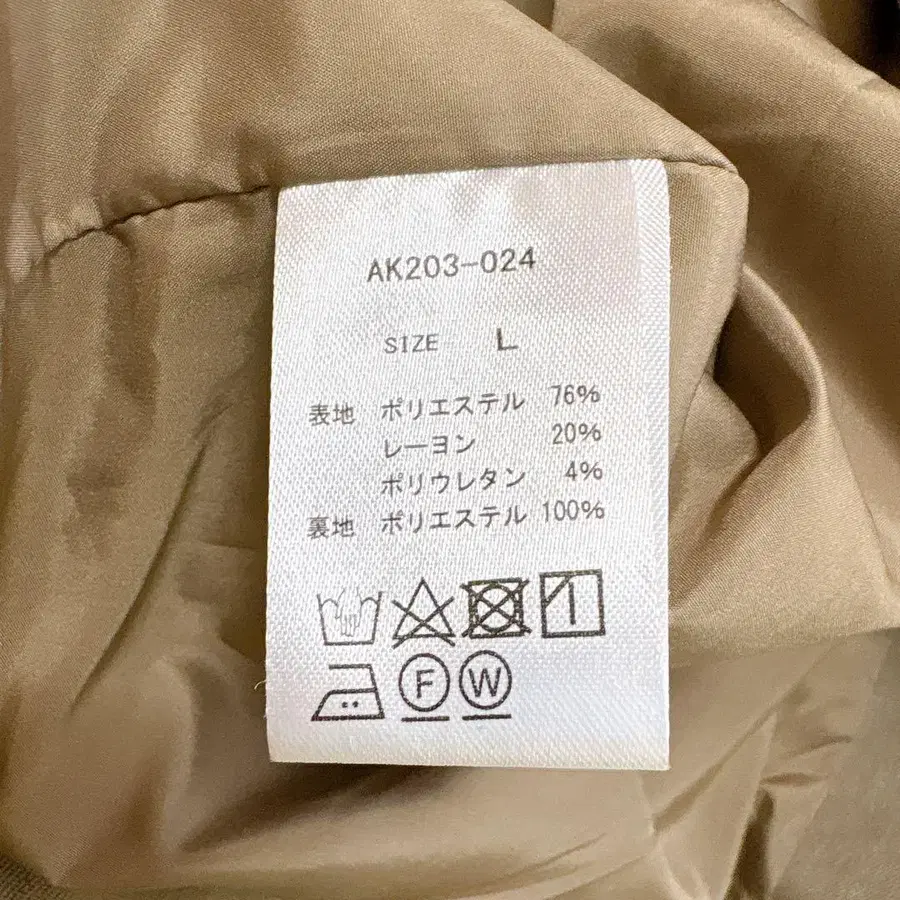 AK203-024
SIZE L
表地 ポリエステル 76%
レーヨン 20%
ポリウレタン 4%
裏地 ポリエステル 100%
F W